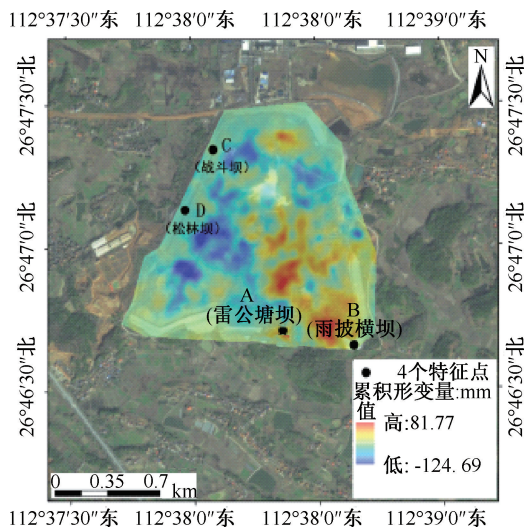 112°37'30"东 112°38'0"东 112°38'0"东 112°39'0"东
26°47'30"北
26°47'0"北
26°46'30"北
N
C
(战斗坝)
D
(松林坝)
A
(雷公塘坝)
B
(雨披横坝)
4个特征点
累积形变量:mm
值
高:81.77
低:-124.69
0 0.35 0.7
km
26°47'30"北
26°47'0"北
26°46'30"北
112°37'30"东 112°38'0"东 112°38'0"东 112°39'0"东